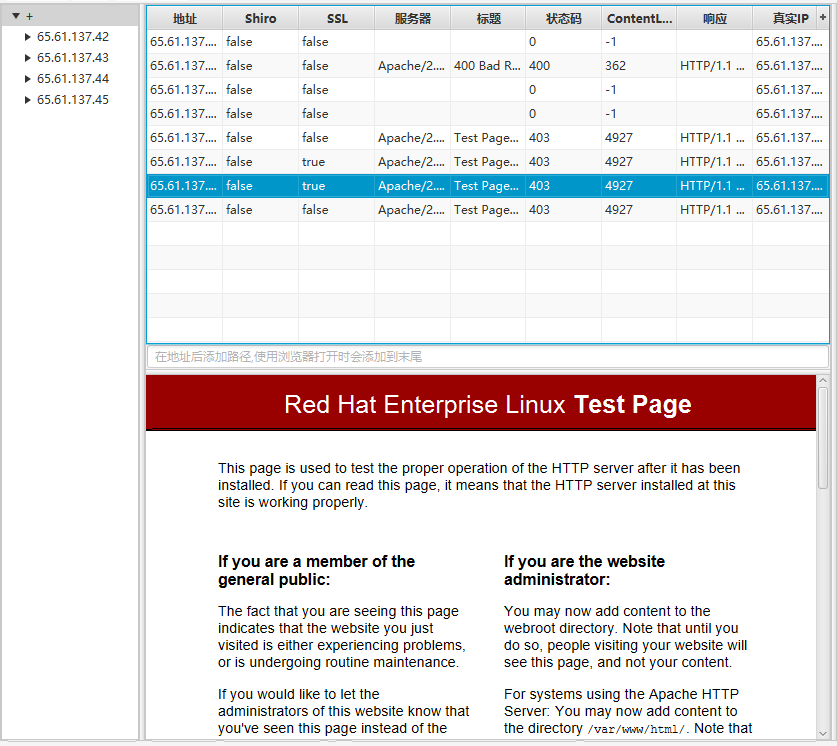 +
65.61.137.42
65.61.137.43
65.61.137.44
65.61.137.45
地址 Shiro SSL 服务器 标题 状态码 ContentL... 响应 真实IP +
65.61.137.... false false 0 -1 65.61.137....
65.61.137.... false false Apache/2.... 400 Bad R... 400 362 HTTP/1.1 ... 65.61.137....
65.61.137.... false false 0 -1 65.61.137....
65.61.137.... false false 0 -1 65.61.137....
65.61.137.... false false Apache/2.... Test Page... 403 4927 HTTP/1.1 ... 65.61.137....
65.61.137.... false true Apache/2.... Test Page... 403 4927 HTTP/1.1 ... 65.61.137....
65.61.137.... false true Apache/2.... Test Page... 403 4927 HTTP/1.1 ... 65.61.137....
65.61.137.... false false Apache/2.... Test Page... 403 4927 HTTP/1.1 ... 65.61.137....
在地址后添加路径,使用浏览器打开时会添加到末尾
Red Hat Enterprise Linux Test Page
This page is used to test the proper operation of the HTTP server after it has been
installed. If you can read this page, it means that the HTTP server installed at this
site is working properly.
If you are a member of the
general public:
The fact that you are seeing this page
indicates that the website you just
visited is either experiencing problems,
or is undergoing routine maintenance.
If you would like to let the
administrators of this website know that
you've seen this page instead of the
If you are the website
administrator:
You may now add content to the
webroot directory. Note that until you
do so, people visiting your website will
see this page, and not your content.
For systems using the Apache HTTP
Server: You may now add content to
the directory /var/www/html/. Note that